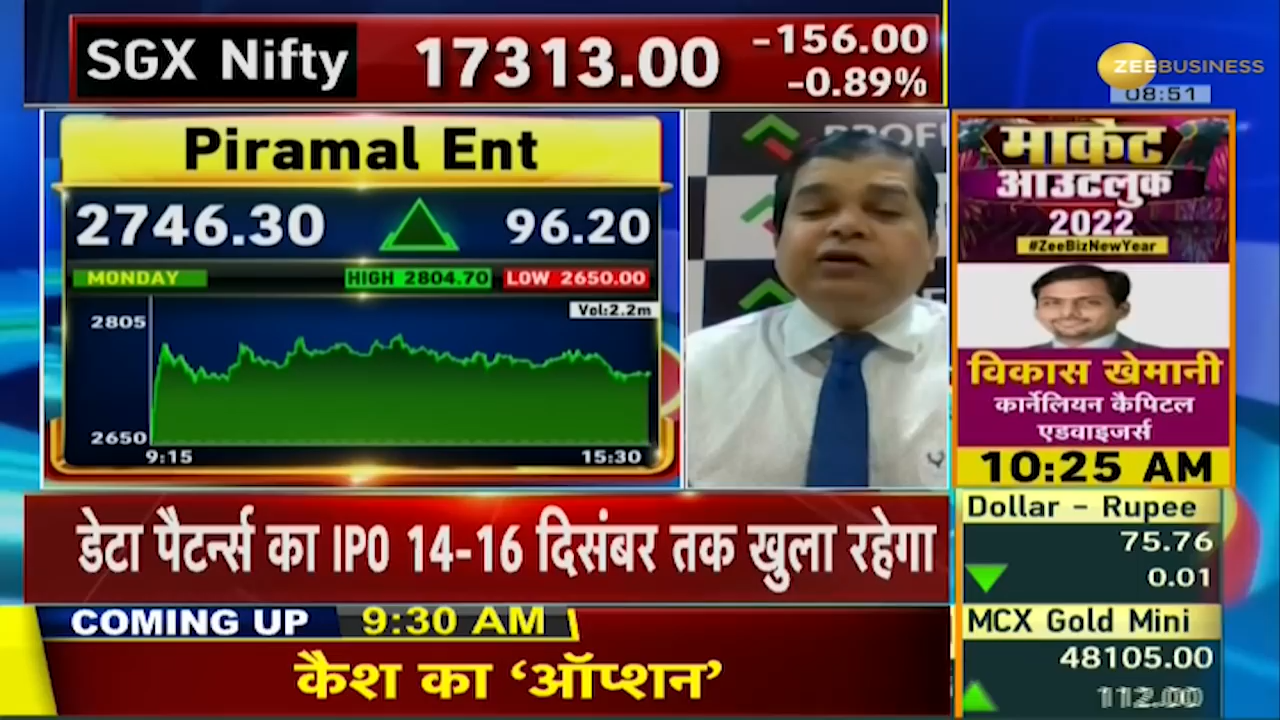 SGX Nifty 17313.00 -156.00
-0.89%
ZEEBUSINESS
08:51
Piramal Ent
2746.30 96.20
MONDAY HIGH 2804.70 LOW 2650.00
Vol:2.2m
2805
2650
9:15 15:30
PROFI
मार्केट
आउटलुक
2022
#ZeeBizNewYear
विकास खेमानी
कार्नेलियन कैपिटल
एडवाइजर्स
10:25 AM
Dollar - Rupee
75.76
0.01
MCX Gold Mini
48105.00
112.00
डेटा पैटर्न्स का IPO 14-16 दिसंबर तक खुला रहेगा
COMING UP 9:30 AM
कैश का ‘ऑप्शन’